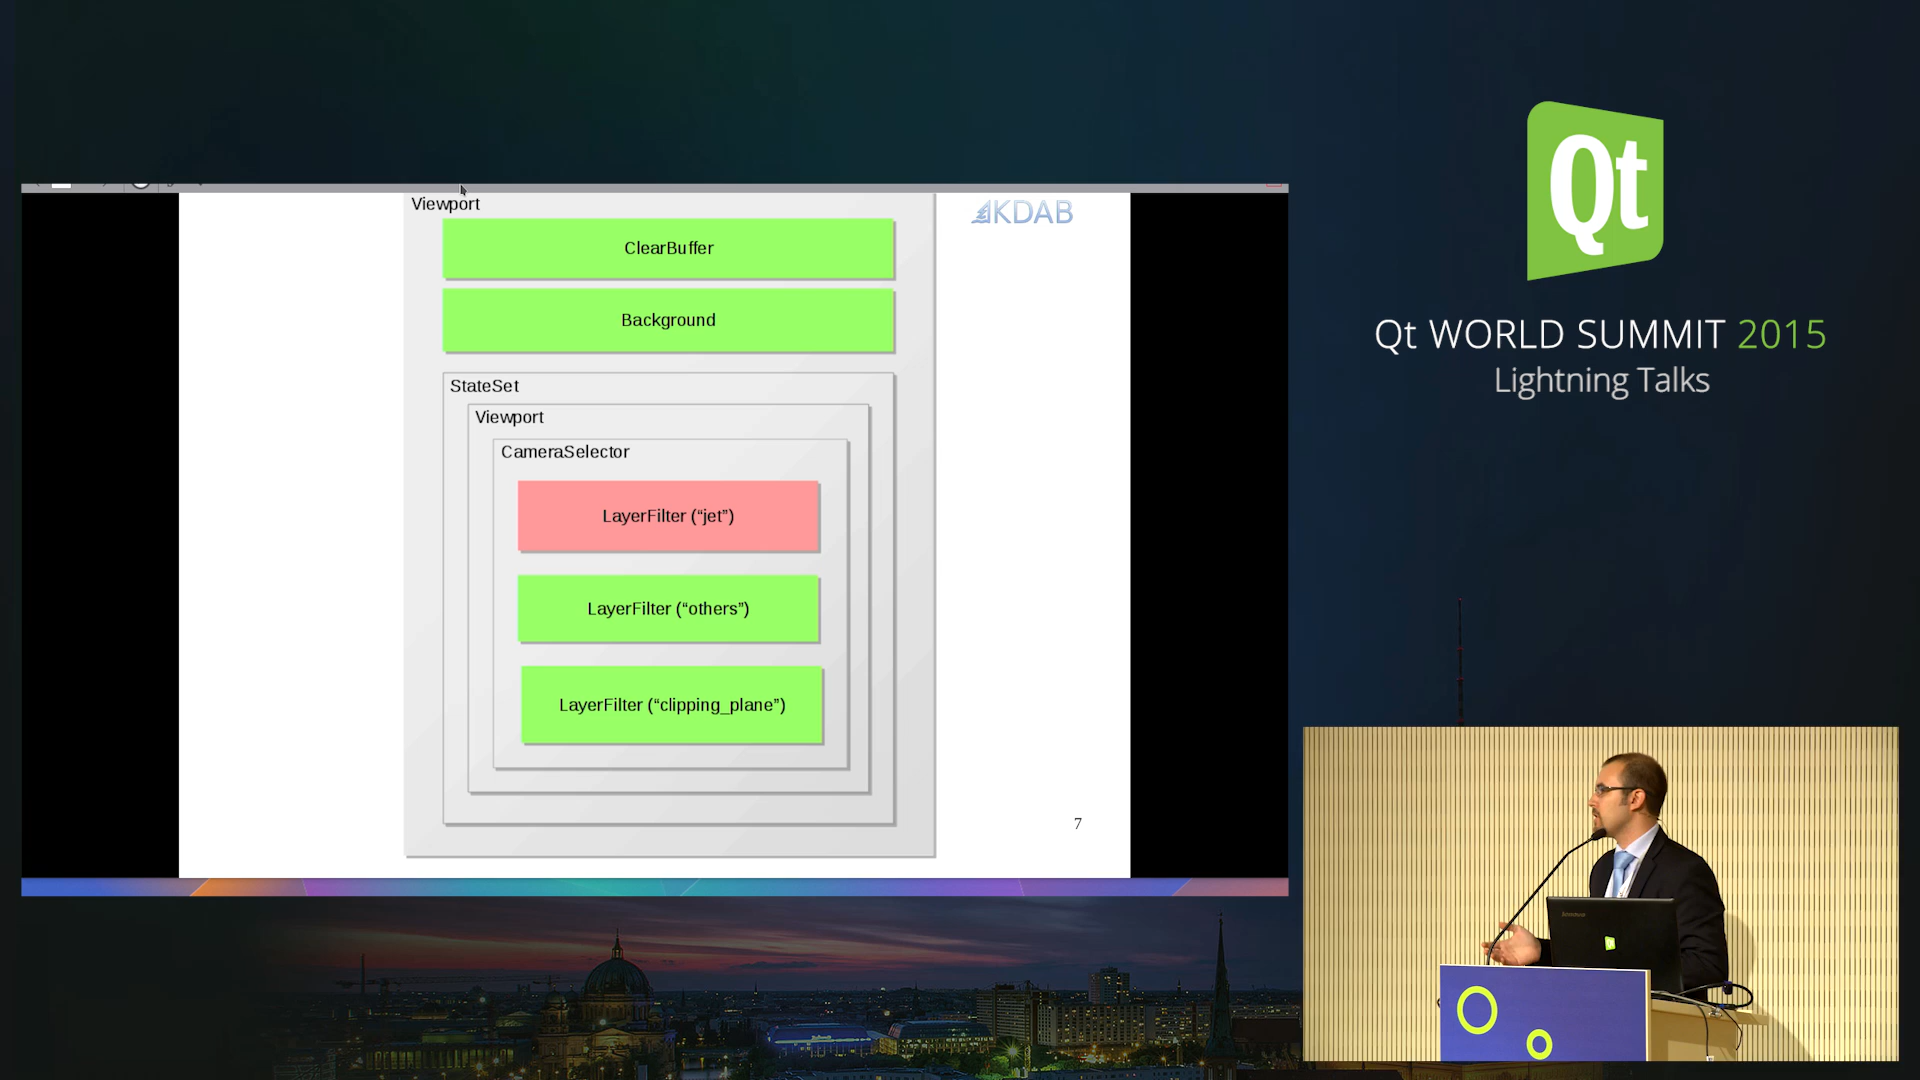 Viewport
KDAB
ClearBuffer
Background
StateSet
Viewport
CameraSelector
LayerFilter (“jet”)
LayerFilter (“others”)
LayerFilter (“clipping_plane”)
7
Qt
Qt WORLD SUMMIT 2015
Lightning Talks